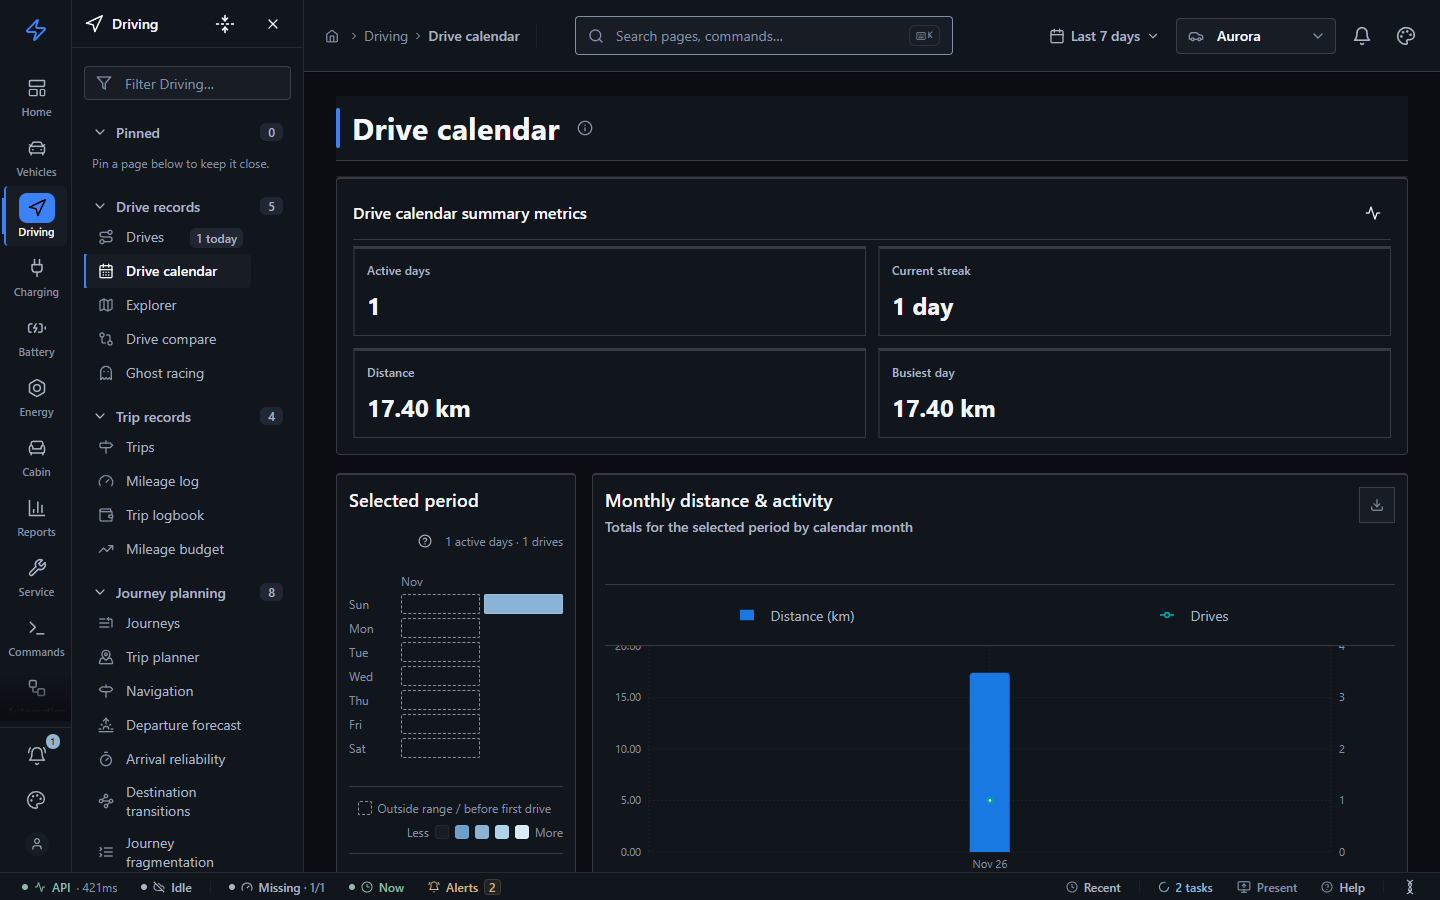 Home
Vehicles
Driving
Charging
Battery
Energy
Cabin
Reports
Service
Commands
1
Driving
Filter Driving...
Pinned 0
Pin a page below to keep it close.
Drive records 5
Drives 1 today
Drive calendar
Explorer
Drive compare
Ghost racing
Trip records 4
Trips
Mileage log
Trip logbook
Mileage budget
Journey planning 8
Journeys
Trip planner
Navigation
Departure forecast
Arrival reliability
Destination
transitions
Journey
fragmentation
Driving Drive calendar
Search pages, commands... K
Last 7 days
Aurora
Drive calendar
Drive calendar summary metrics
Active days
1
Current streak
1 day
Distance
17.40 km
Busiest day
17.40 km
Selected period
1 active days · 1 drives
Nov
Sun
Mon
Tue
Wed
Thu
Fri
Sat
Outside range / before first drive
Less More
Monthly distance & activity
Totals for the selected period by calendar month
Distance (km) Drives
20.00 4
15.00 3
10.00 2
5.00 1
0.00 0
Nov 26
API · 421ms Idle Missing · 1/1 Now Alerts 2 Recent 2 tasks Present Help